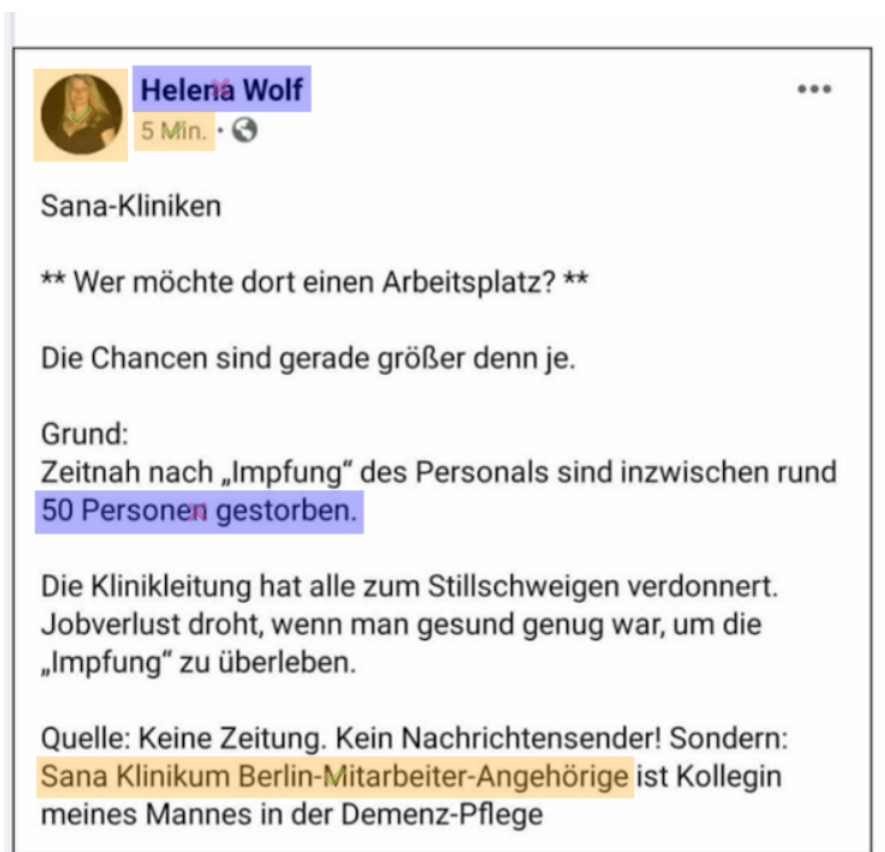 Helena Wolf
5 Min. ·
Sana-Kliniken
** Wer möchte dort einen Arbeitsplatz? **
Die Chancen sind gerade größer denn je.
Grund:
Zeitnah nach „Impfung“ des Personals sind inzwischen rund
50 Personen gestorben.
Die Klinikleitung hat alle zum Stillschweigen verdonnert.
Jobverlust droht, wenn man gesund genug war, um die
„Impfung“ zu überleben.
Quelle: Keine Zeitung. Kein Nachrichtensender! Sondern:
Sana Klinikum Berlin-Mitarbeiter-Angehörige ist Kollegin
meines Mannes in der Demenz-Pflege